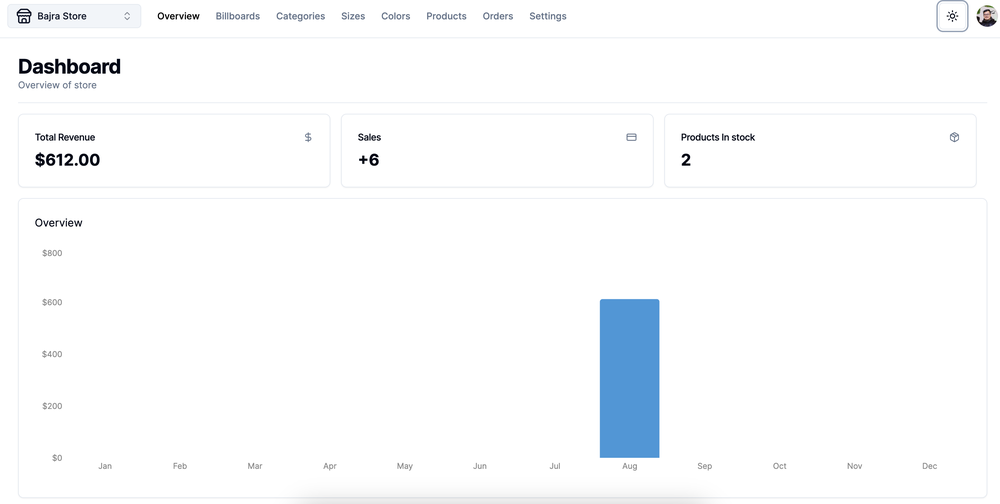 Bajra Store Overview Billboards Categories Sizes Colors Products Orders Settings
Dashboard
Overview of store
Total Revenue
$612.00
Sales
+6
Products In stock
2
Overview
$800
$600
$400
$200
$0
Jan Feb Mar Apr May Jun Jul Aug Sep Oct Nov Dec